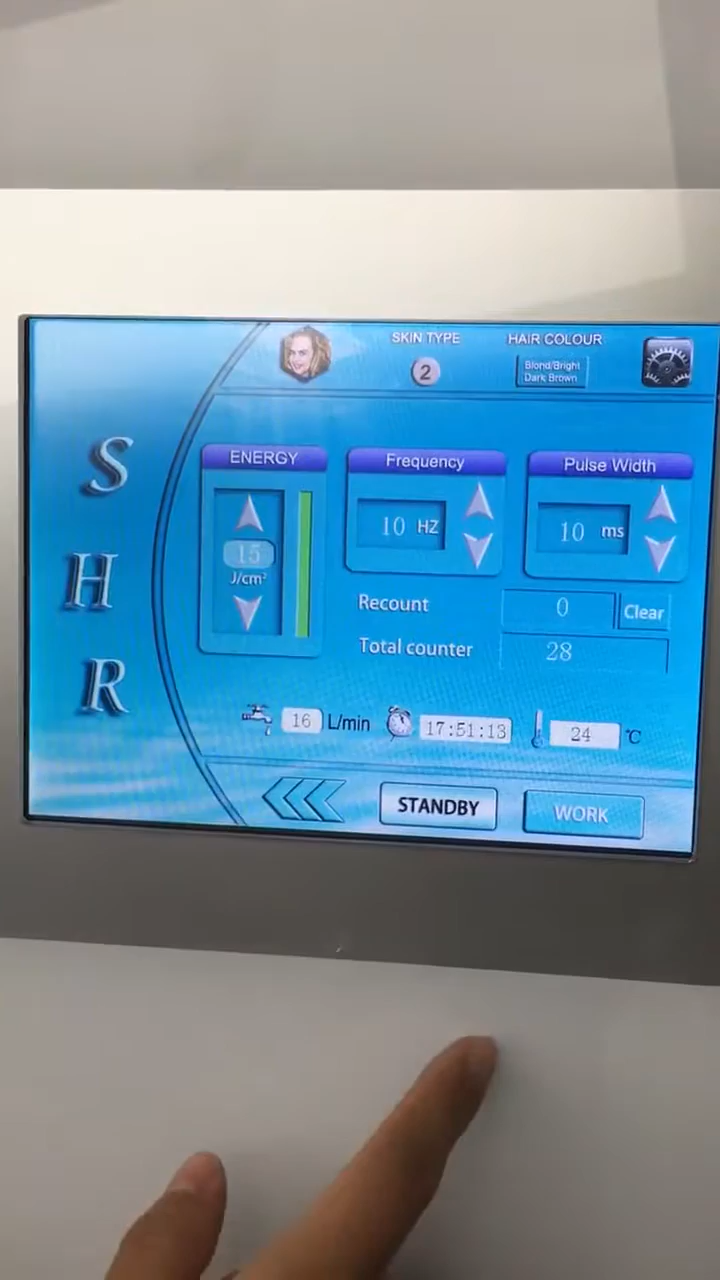 SKIN TYPE
HAIR COLOUR
2
Blond/Bright
Dark Brown
ENERGY
Frequency
Pulse Width
S
H
R
15
J/cm²
10 HZ
10 ms
Recount
0
Clear
Total counter
28
16 L/min
17:51:13
24 ℃
STANDBY
WORK